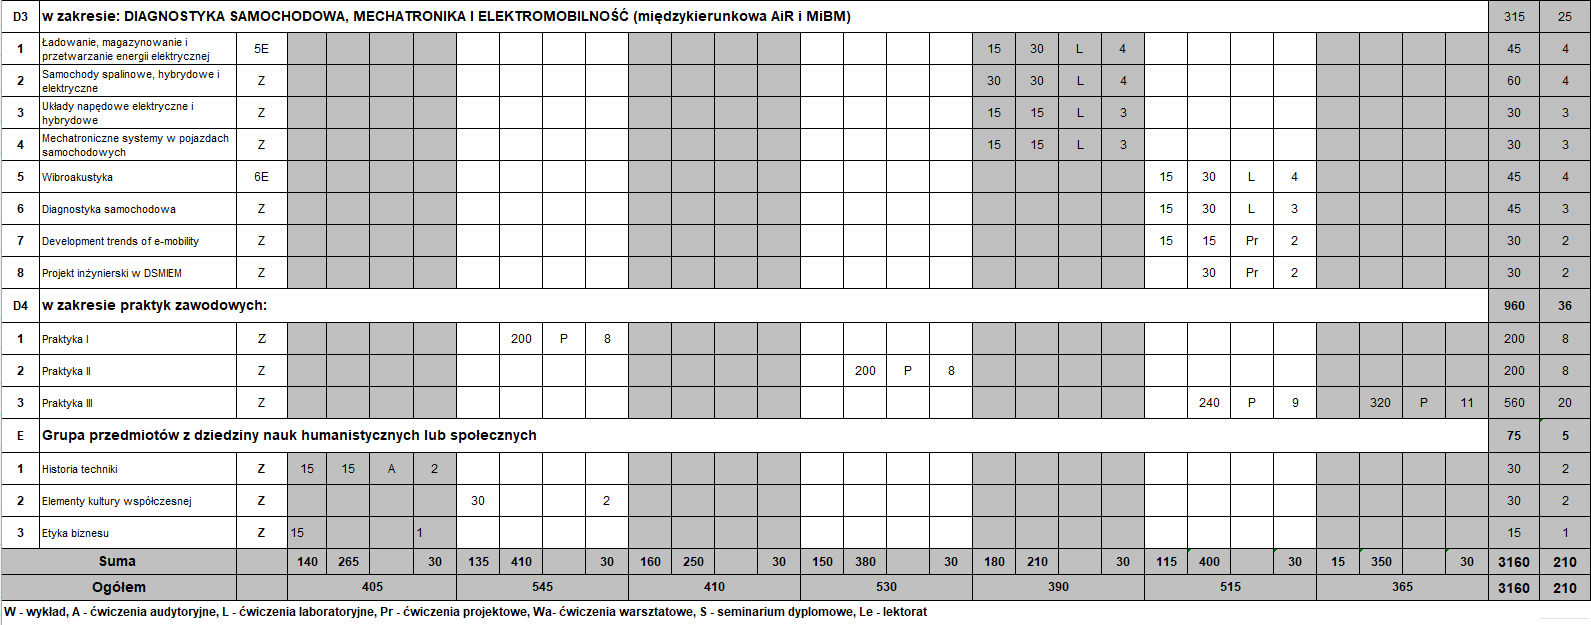 D3 w zakresie: DIAGNOSTYKA SAMOCHODOWA, MECHATRONIKA I ELEKTROMOBILNOŚĆ (międzykierunkowa AiR i MiBM) 315 25
1 Ładowanie, magazynowanie i przetwarzanie energii elektrycznej 5E 15 30 L 4 45 4
2 Samochody spalinowe, hybrydowe i elektryczne Z 30 30 L 4 60 4
3 Układy napędowe elektryczne i hybrydowe Z 15 15 L 3 30 3
4 Mechatroniczne systemy w pojazdach samochodowych Z 15 15 L 3 30 3
5 Wibroakustyka 6E 15 30 L 4 45 4
6 Diagnostyka samochodowa Z 15 30 L 3 45 3
7 Development trends of e-mobility Z 15 15 Pr 2 30 2
8 Projekt inżynierski w DSMIEM Z 30 Pr 2 30 2
D4 w zakresie praktyk zawodowych: 960 36
1 Praktyka I Z 200 P 8 200 8
2 Praktyka II Z 200 P 8 200 8
3 Praktyka III Z 240 P 9 320 P 11 560 20
E Grupa przedmiotów z dziedziny nauk humanistycznych lub społecznych 75 5
1 Historia techniki Z 15 15 A 2 30 2
2 Elementy kultury współczesnej Z 30 2 30 2
3 Etyka biznesu Z 15 1 15 1
Suma 140 265 30 135 410 30 160 250 30 150 380 30 180 210 30 115 400 30 15 350 30 3160 210
Ogółem 405 545 410 530 390 515 365 3160 210
W - wykład, A - ćwiczenia audytoryjne, L - ćwiczenia laboratoryjne, Pr - ćwiczenia projektowe, Wa- ćwiczenia warsztatowe, S - seminarium dyplomowe, Le - lektorat